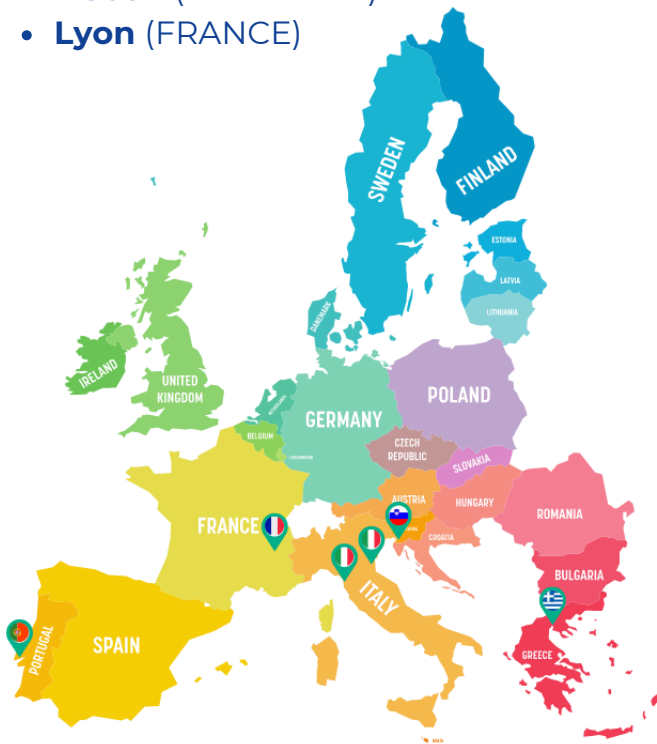 • Lyon (FRANCE)
SWEDEN
FINLAND
ESTONIA
LATVIA
LITHUANIA
DANEMARK
IRELAND
UNITED
KINGDOM
BELGIUM
GERMANY
POLAND
CZECH
REPUBLIC
SLOVAKIA
AUSTRIA
HUNGARY
ROMANIA
FRANCE
CROATIA
BULGARIA
ITALY
PORTUGAL
SPAIN
GREECE